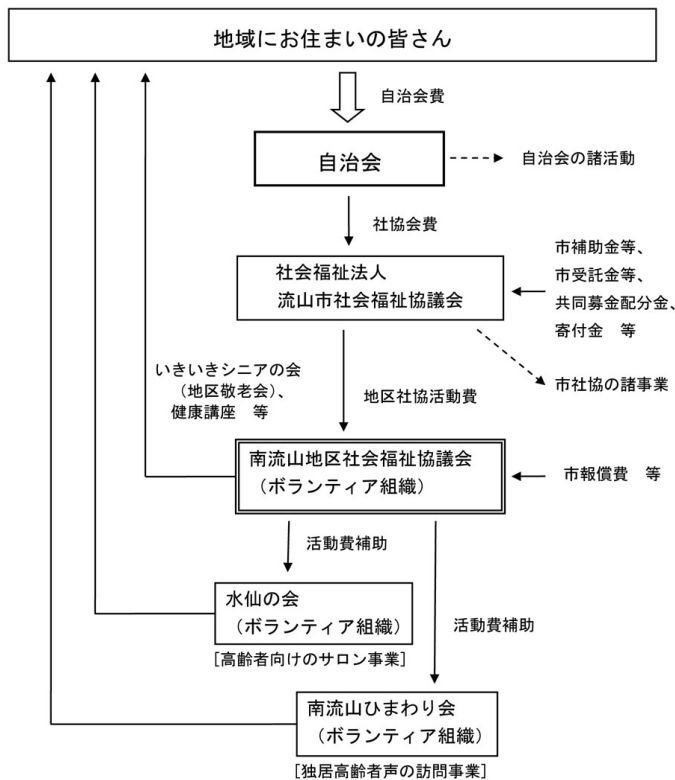 地域にお住まいの皆さん
自治会費
自治会
自治会の諸活動
社協会費
社会福祉法人
流山市社会福祉協議会
市補助金等、
市受託金等、
共同募金配分金、
寄付金　等
市社協の諸事業
いきいきシニアの会
（地区敬老会）、
健康講座　等
地区社協活動費
南流山地区社会福祉協議会
（ボランティア組織）
市報償費　等
活動費補助
水仙の会
（ボランティア組織）
[高齢者向けのサロン事業]
活動費補助
南流山ひまわり会
（ボランティア組織）
[独居高齢者声の訪問事業]